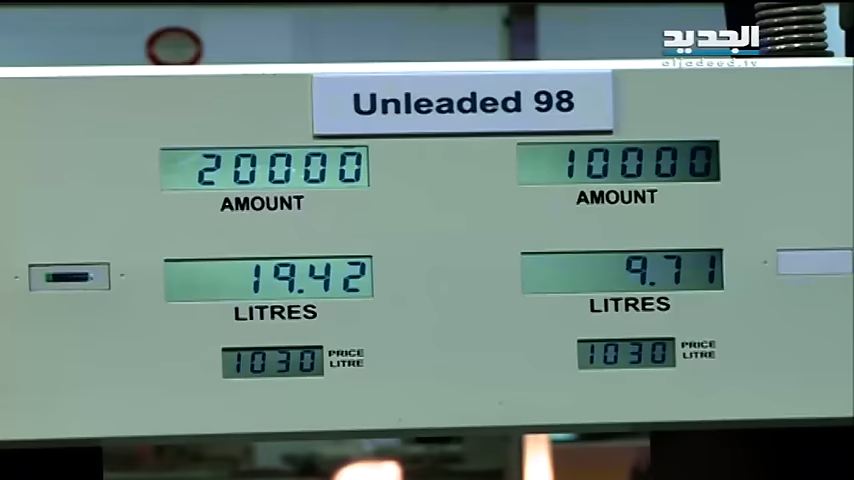 الجديد
aljadeed.tv
Unleaded 98
20000
AMOUNT
19.42
LITRES
1030 PRICE LITRE
10000
AMOUNT
9.71
LITRES
1030 PRICE LITRE